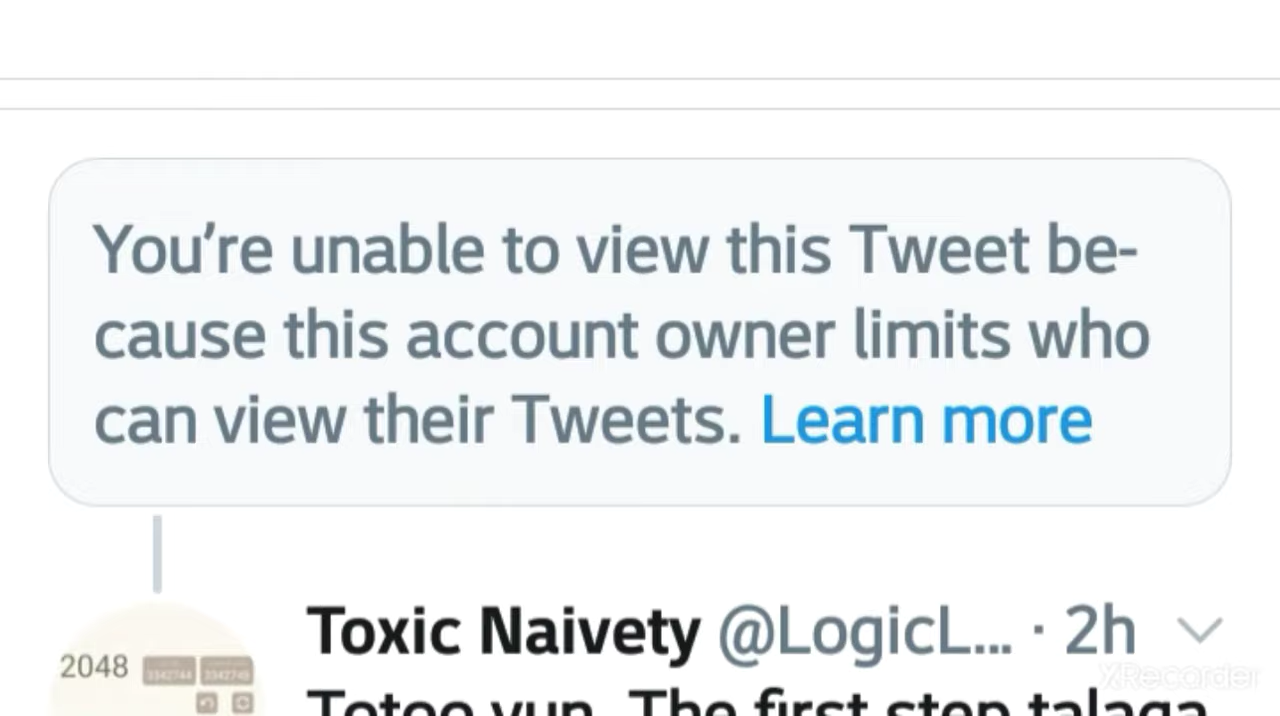 You're unable to view this Tweet be-
cause this account owner limits who
can view their Tweets. Learn more
Toxic Naivety @LogicL... · 2h
2048
XRecorder
Totoo yun. The first step talaga